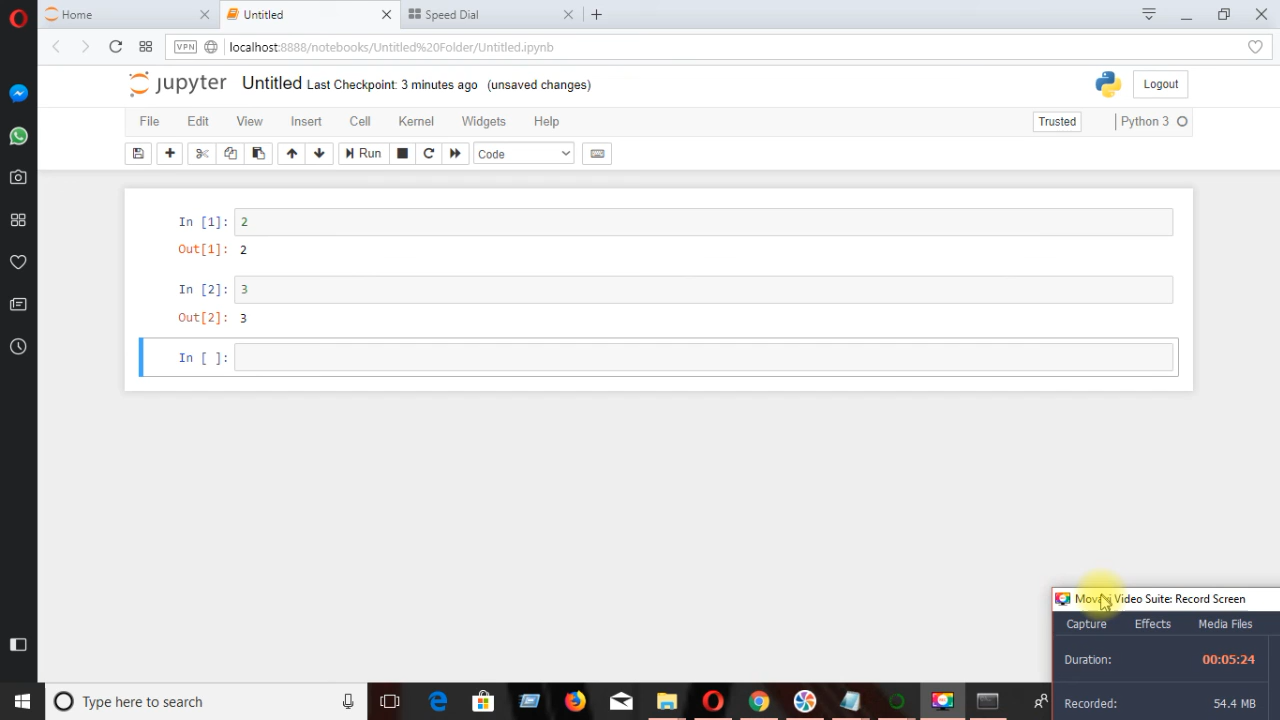 Home
Untitled
Speed Dial
VPN
localhost:8888/notebooks/Untitled%20Folder/Untitled.ipynb
jupyter Untitled Last Checkpoint: 3 minutes ago (unsaved changes)
Logout
File Edit View Insert Cell Kernel Widgets Help
Trusted
Python 3
Run
Code
In [1]: 2
Out[1]: 2
In [2]: 3
Out[2]: 3
In [ ]:
Movavi Video Suite: Record Screen
Capture Effects Media Files
Duration: 00:05:24
Recorded: 54.4 MB
Type here to search